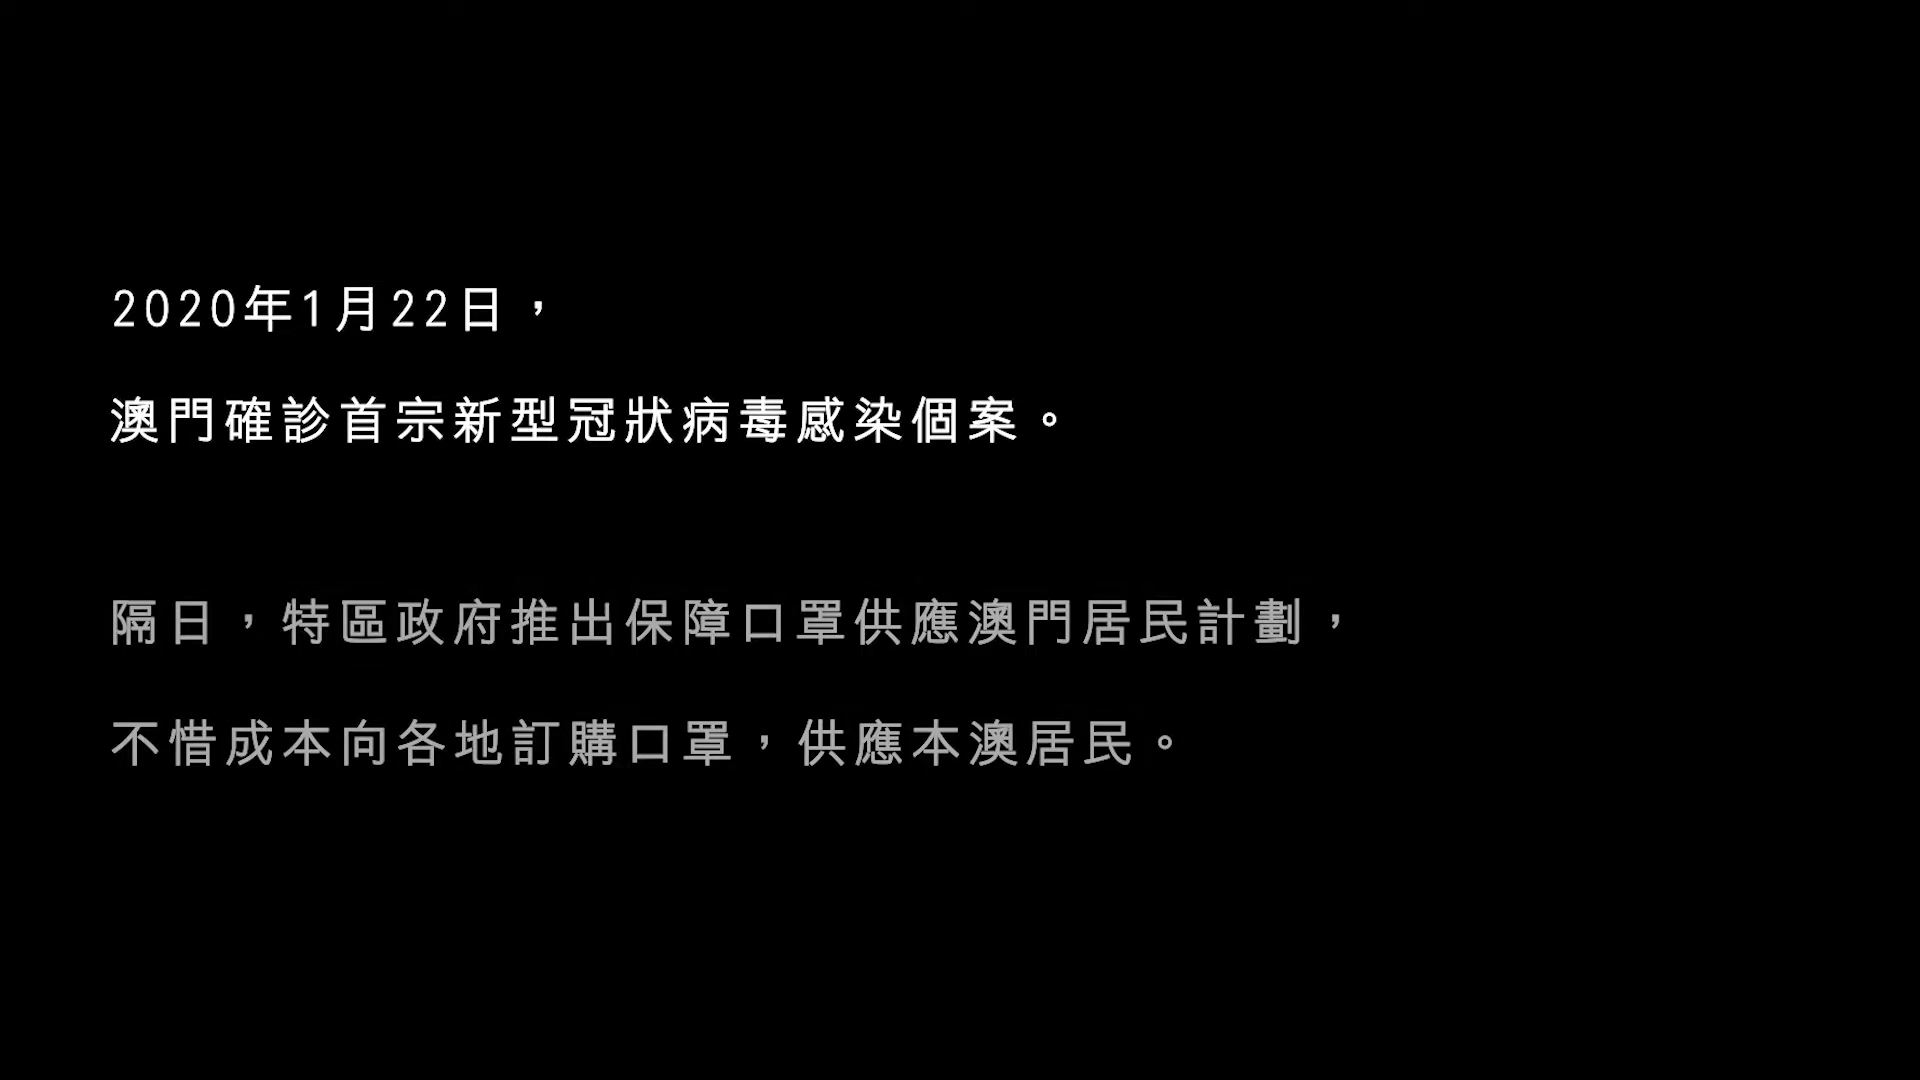 2020年1月22日，
澳門確診首宗新型冠狀病毒感染個案。
隔日，特區政府推出保障口罩供應澳門居民計劃，
不惜成本向各地訂購口罩，供應本澳居民。